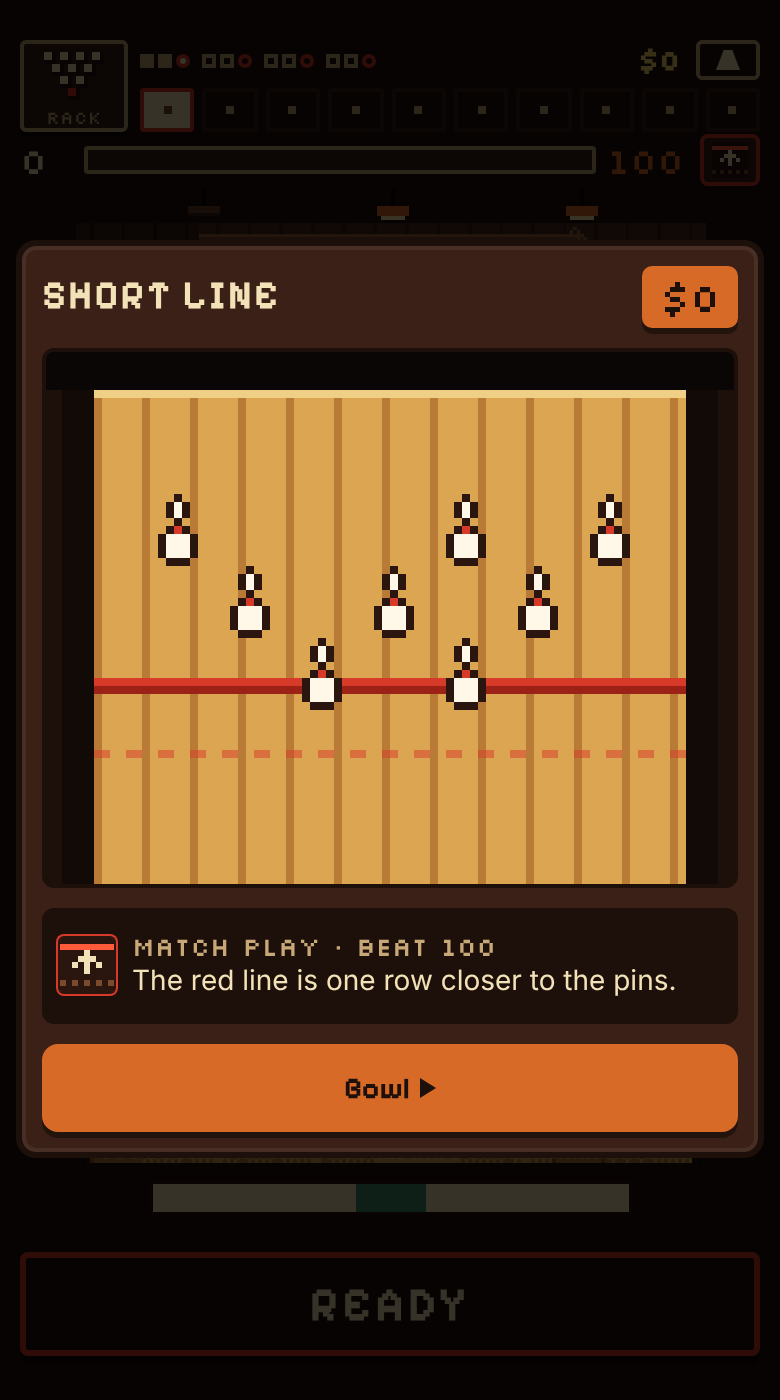 $0
RACK
0
100
SHORT LINE
$0
MATCH PLAY · BEAT 100
The red line is one row closer to the pins.
Bowl ▶
READY